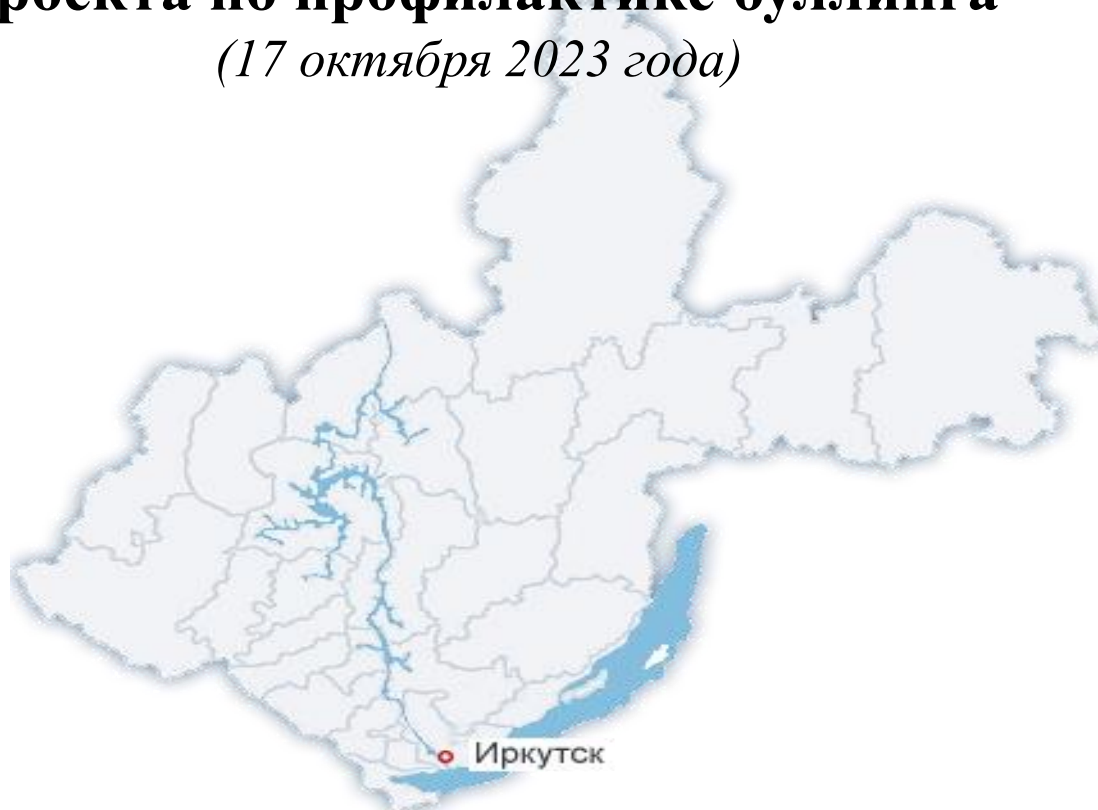 роекта по профилактике буллинга
(17 октября 2023 года)
Иркутск